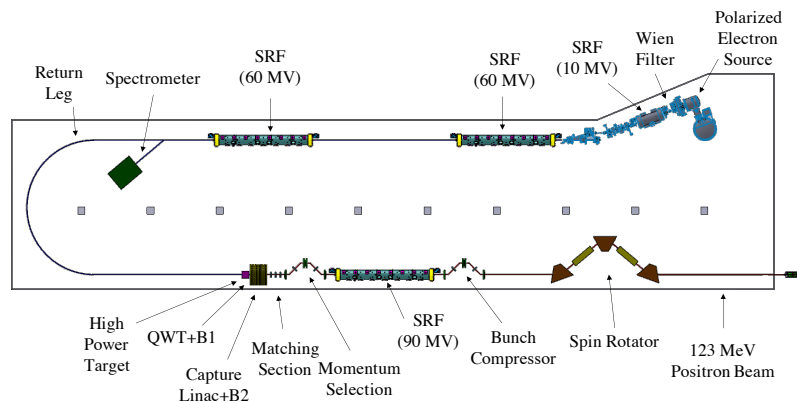 Polarized
Electron
Source
Wien
Filter
SRF
(10 MV)
SRF
(60 MV)
SRF
(60 MV)
Spectrometer
Return
Leg
High
Power
Target
QWT+B1
Capture
Linac+B2
Matching
Section
Momentum
Selection
SRF
(90 MV)
Bunch
Compressor
Spin Rotator
123 MeV
Positron Beam